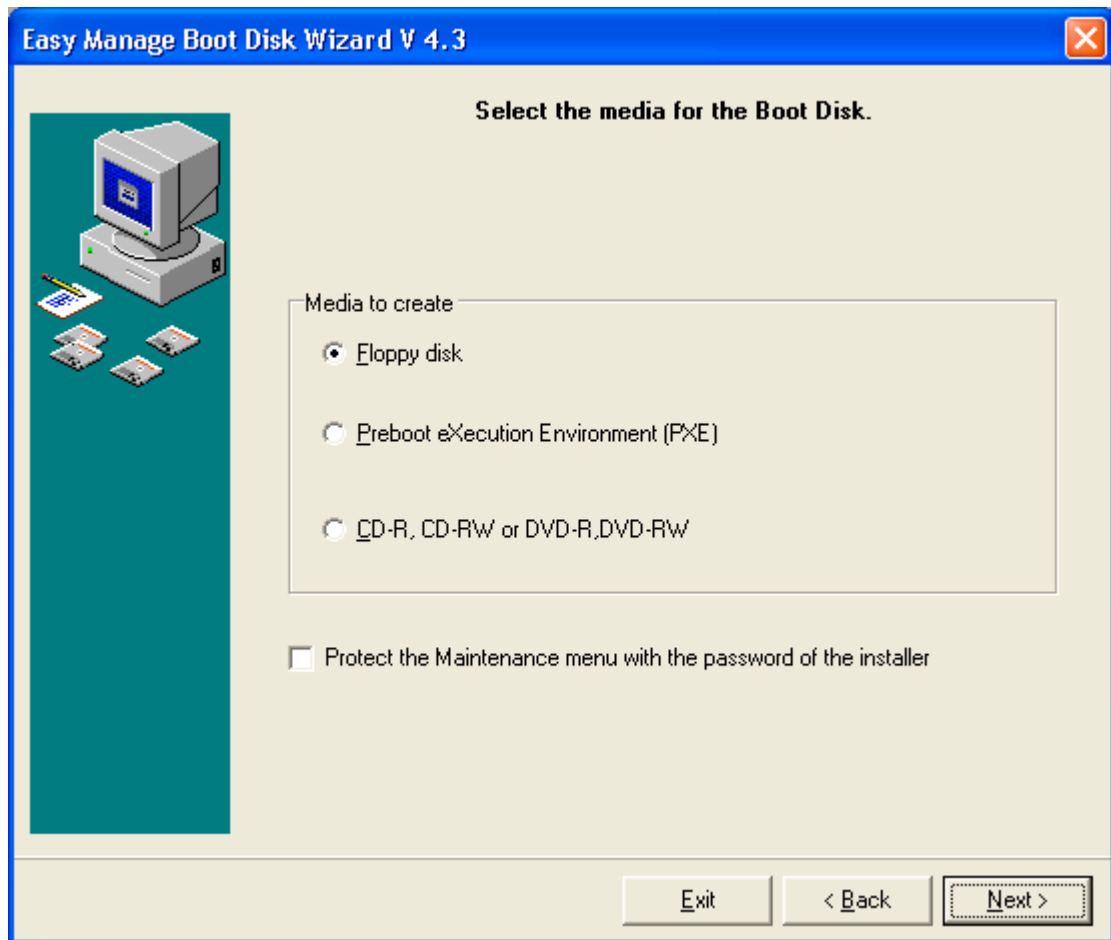 Easy Manage Boot Disk Wizard V 4.3
Select the media for the Boot Disk.
Media to create
Floppy disk
Preboot eXecution Environment (PXE)
CD-R, CD-RW or DVD-R,DVD-RW
Protect the Maintenance menu with the password of the installer
Exit
< Back
Next >